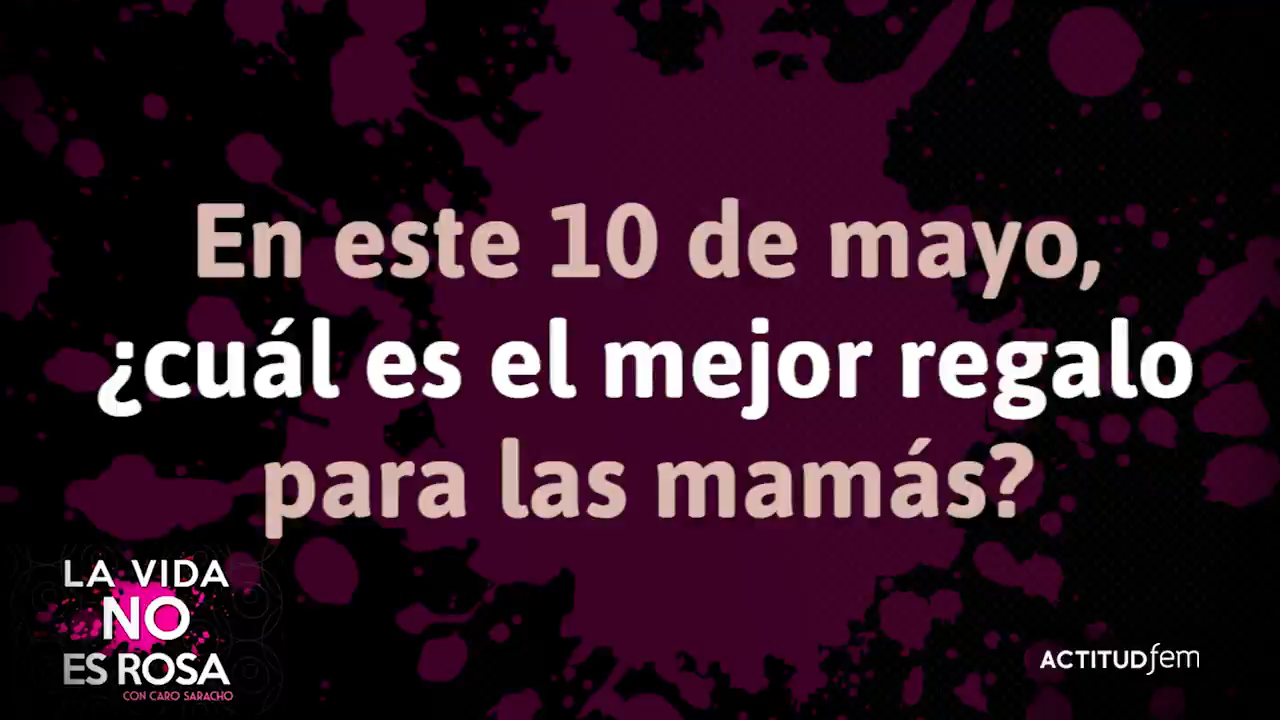 En este 10 de mayo,
¿cuál es el mejor regalo
para las mamás?
LA VIDA
NO
ES ROSA
CON CARO SARACHO
ACTITUDfem